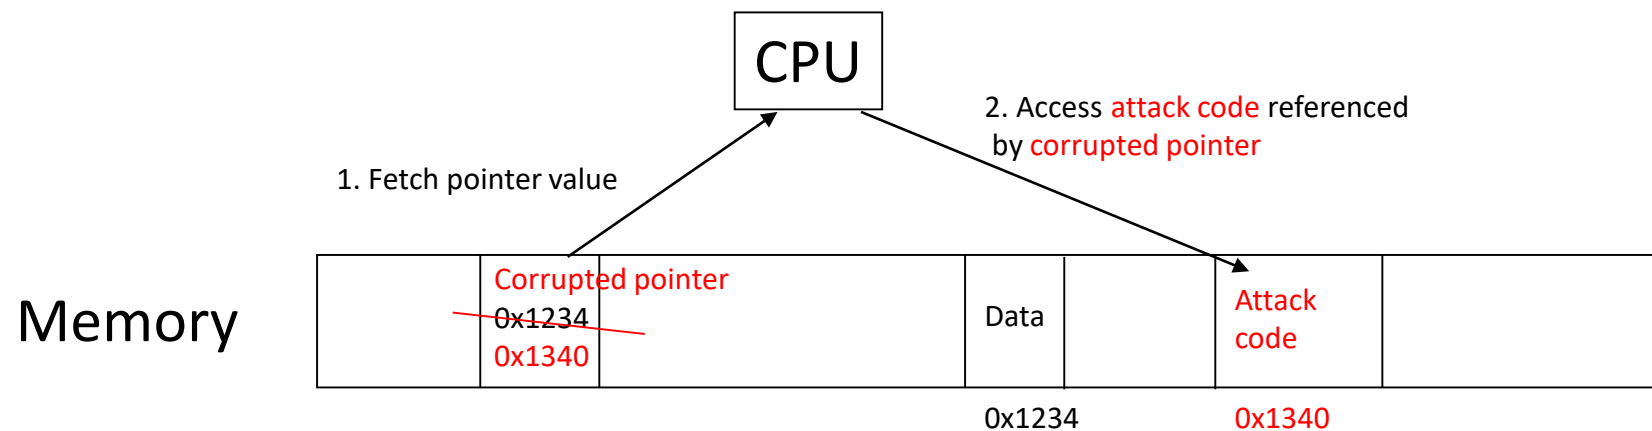 CPU
2. Access attack code referenced
by corrupted pointer
1. Fetch pointer value
Memory
Corrupted pointer
0x1234
0x1340
Data
Attack
code
0x1234
0x1340